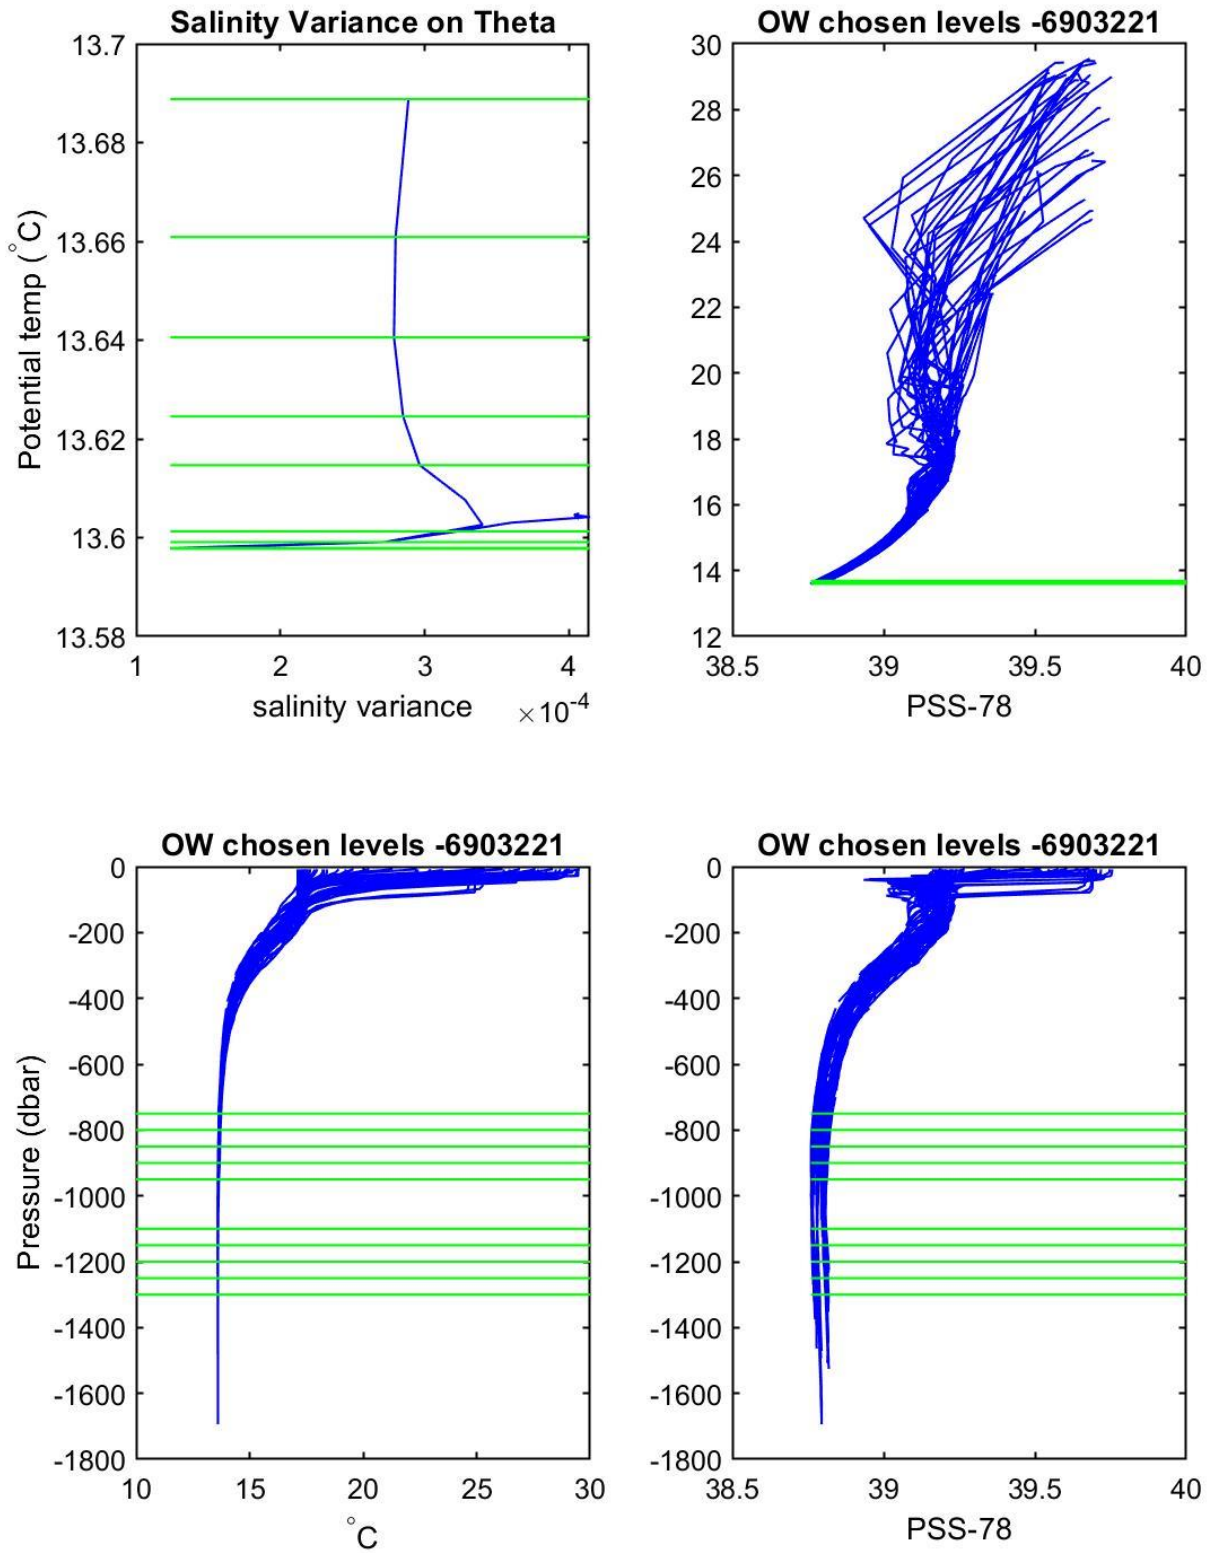 Salinity Variance on Theta
13.7
13.68
13.66
13.64
13.62
13.6
13.58
Potential temp (°C)
1 2 3 4
salinity variance ×10-4
OW chosen levels -6903221
30
28
26
24
22
20
18
16
14
12
38.5 39 39.5 40
PSS-78
OW chosen levels -6903221
0
-200
-400
-600
-800
-1000
-1200
-1400
-1600
-1800
Pressure (dbar)
10 15 20 25 30
°C
OW chosen levels -6903221
0
-200
-400
-600
-800
-1000
-1200
-1400
-1600
-1800
38.5 39 39.5 40
PSS-78